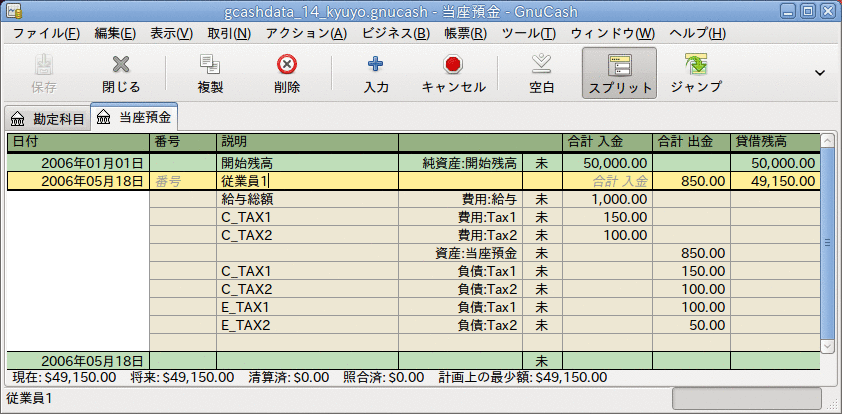 gcashdata_14_kyuyo.gnucash - 当座預金 - GnuCash
ファイル(F) 編集(E) 表示(V) 取引(N) アクション(A) ビジネス(B) 帳票(R) ツール(T) ウィンドウ(W) ヘルプ(H)
保存 閉じる 複製 削除 入力 キャンセル 空白 スプリット ジャンプ
勘定科目 当座預金
日付 番号 説明 合計 入金 合計 出金 貸借残高
2006年01月01日 開始残高 純資産:開始残高 未 50,000.00 50,000.00
2006年05月18日 番号 従業員1 合計 入金 850.00 49,150.00
給与総額 費用:給与 未 1,000.00
C_TAX1 費用:Tax1 未 150.00
C_TAX2 費用:Tax2 未 100.00
資産:当座預金 未 850.00
C_TAX1 負債:Tax1 未 150.00
C_TAX2 負債:Tax2 未 100.00
E_TAX1 負債:Tax1 未 100.00
E_TAX2 負債:Tax2 未 50.00
2006年05月18日 未
現在: $49,150.00 将来: $49,150.00 清算済: $0.00 照合済: $0.00 計画上の最少額: $49,150.00
従業員1